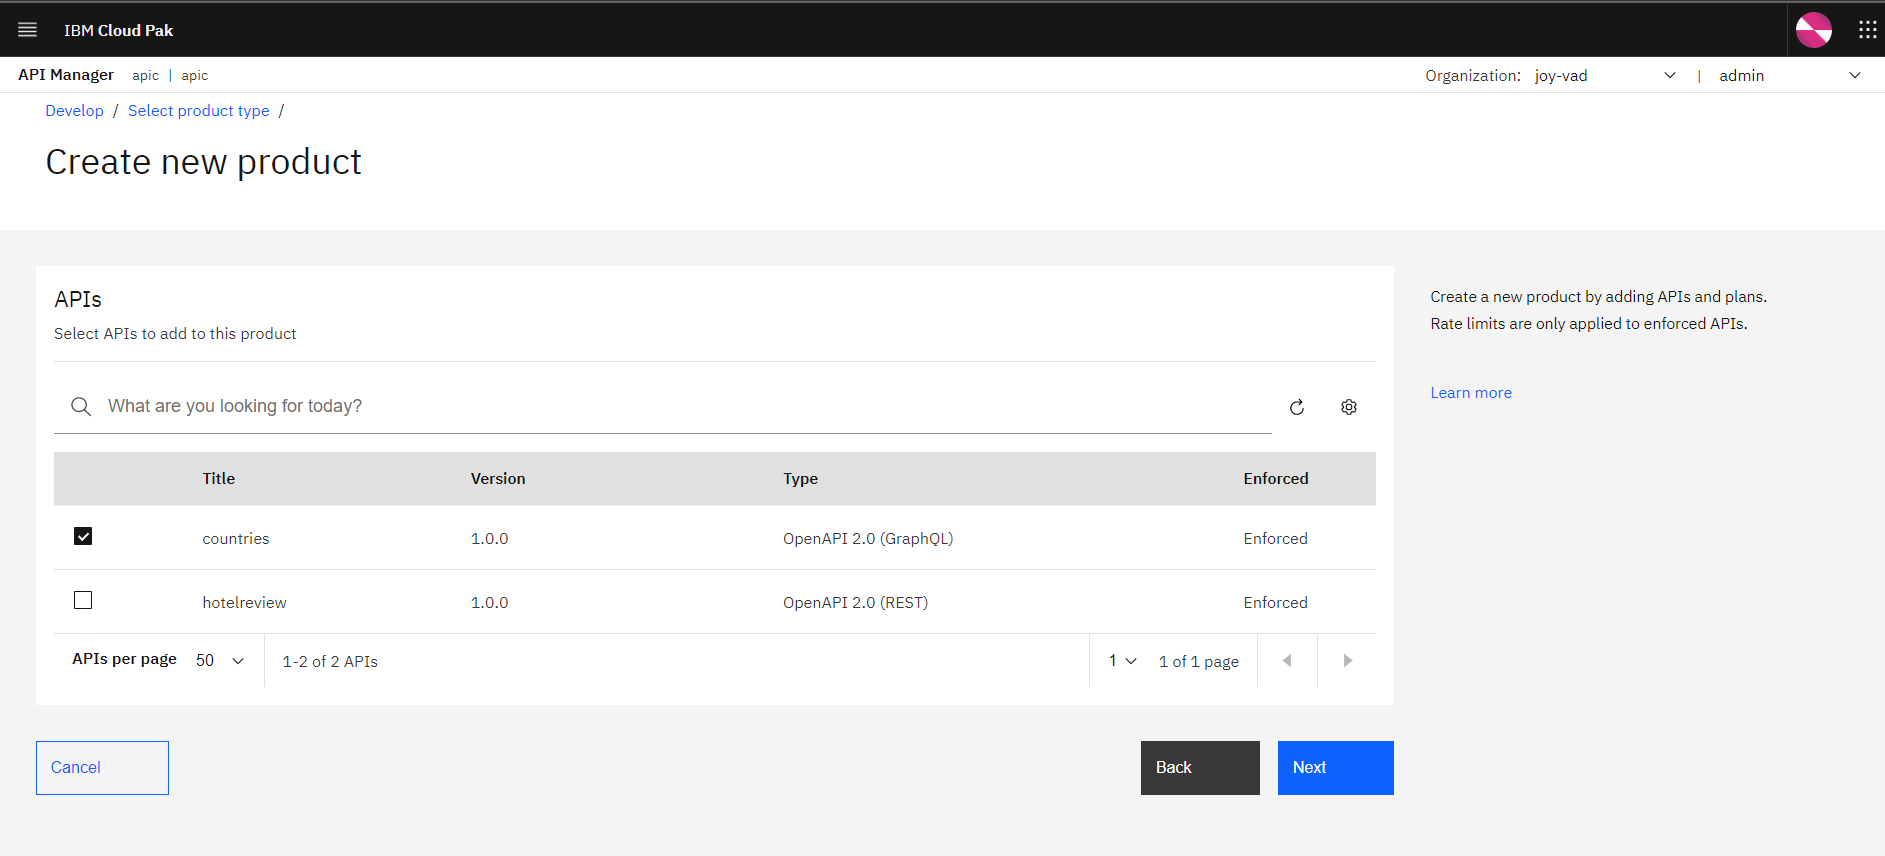 IBM Cloud Pak
API Manager apic | apic Organization: joy-vad | admin
Develop / Select product type /
Create new product
APIs
Select APIs to add to this product
Create a new product by adding APIs and plans.
Rate limits are only applied to enforced APIs.
Learn more
What are you looking for today?
Title Version Type Enforced
countries 1.0.0 OpenAPI 2.0 (GraphQL) Enforced
hotelreview 1.0.0 OpenAPI 2.0 (REST) Enforced
APIs per page 50 1-2 of 2 APIs 1 1 of 1 page
Cancel Back Next